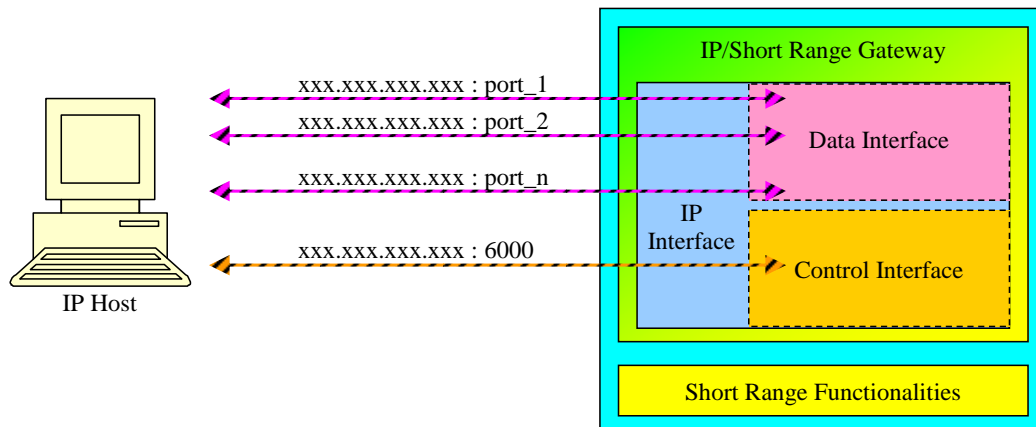 IP/Short Range Gateway
xxx.xxx.xxx.xxx : port_1
xxx.xxx.xxx.xxx : port_2
Data Interface
xxx.xxx.xxx.xxx : port_n
IP
Interface
xxx.xxx.xxx.xxx : 6000
Control Interface
IP Host
Short Range Functionalities